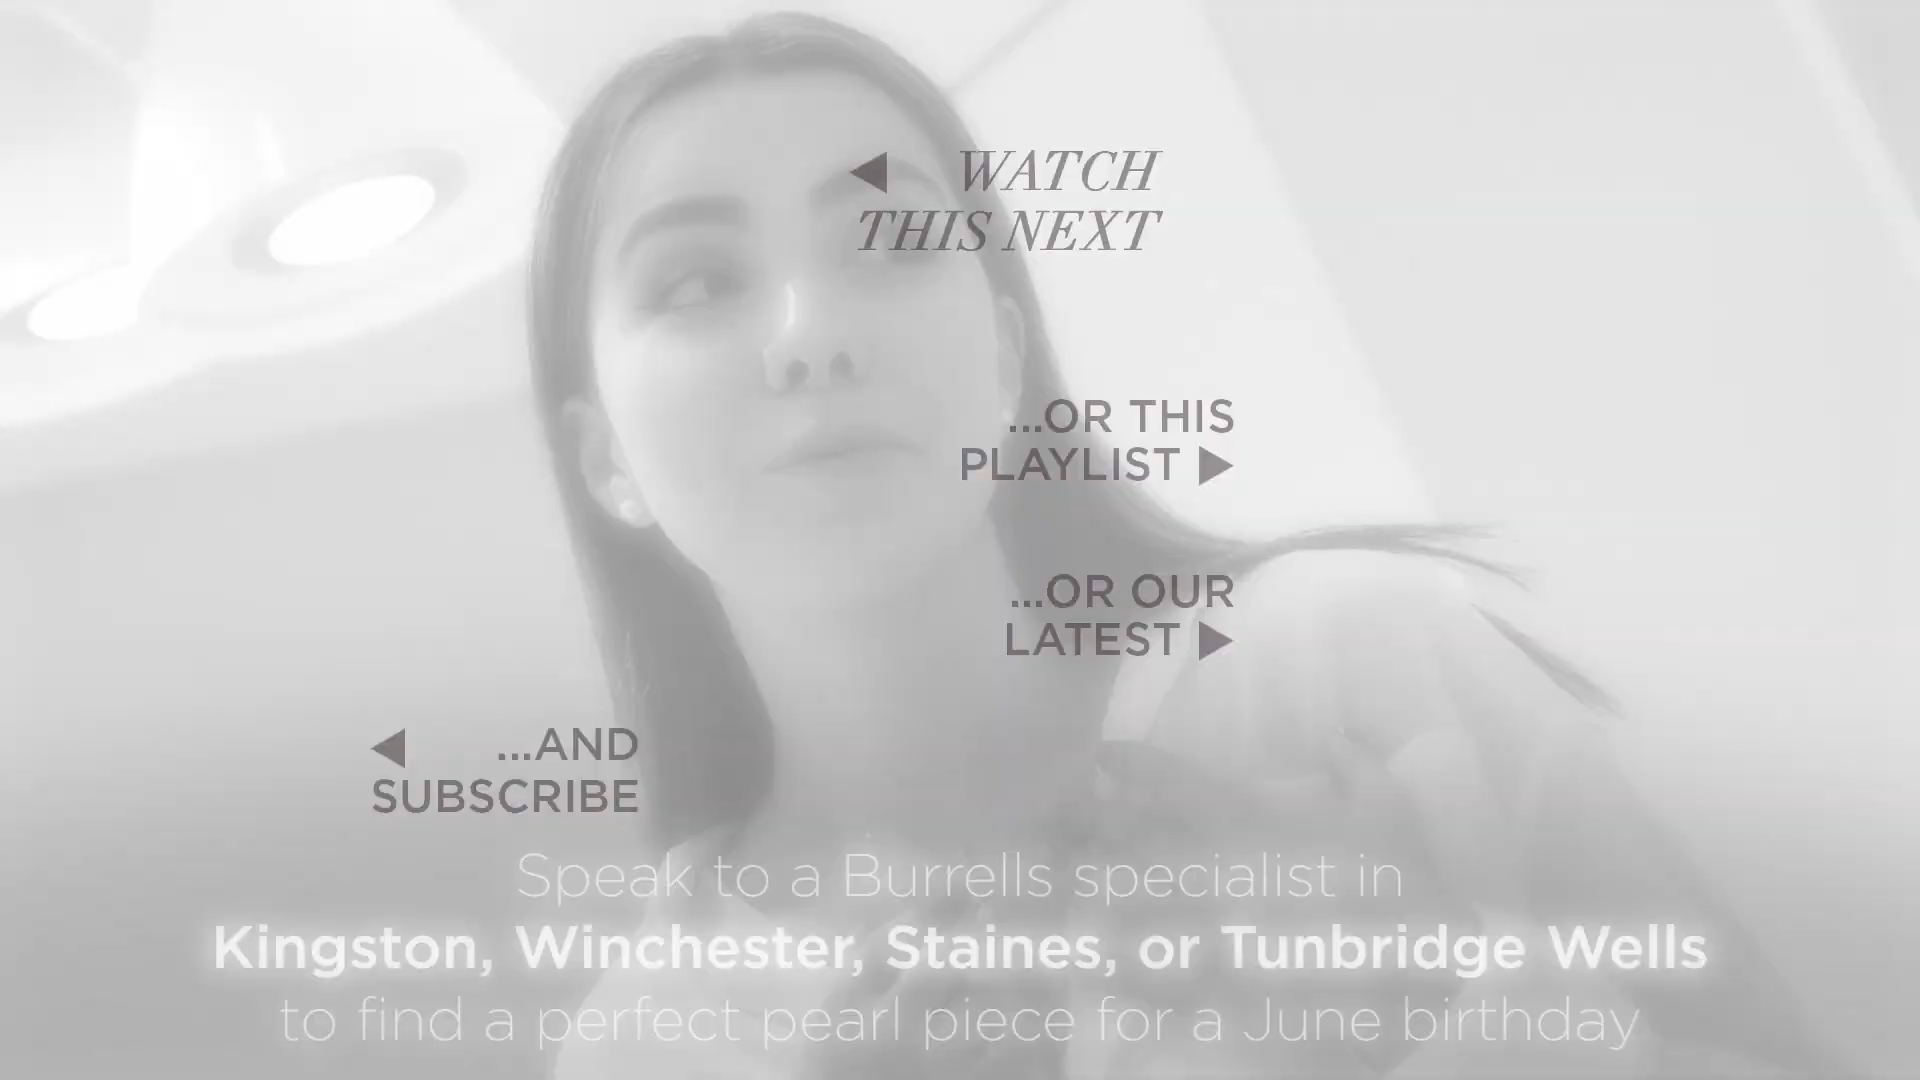 WATCH
THIS NEXT
...OR THIS
PLAYLIST
...OR OUR
LATEST
...AND
SUBSCRIBE
Speak to a Burrells specialist in
Kingston, Winchester, Staines, or Tunbridge Wells
to find a perfect pearl piece for a June birthday